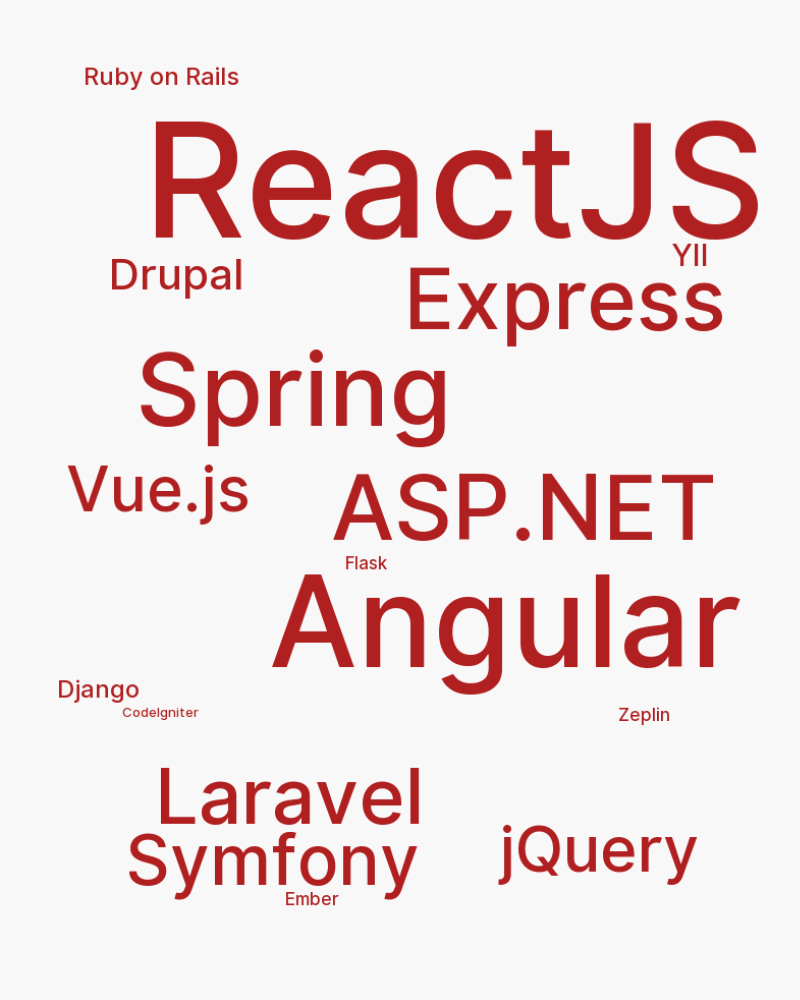 Ruby on Rails
ReactJS
YII
Drupal
Express
Spring
Vue.js
ASP.NET
Flask
Angular
Django
CodeIgniter
Zeplin
Laravel
Symfony
jQuery
Ember